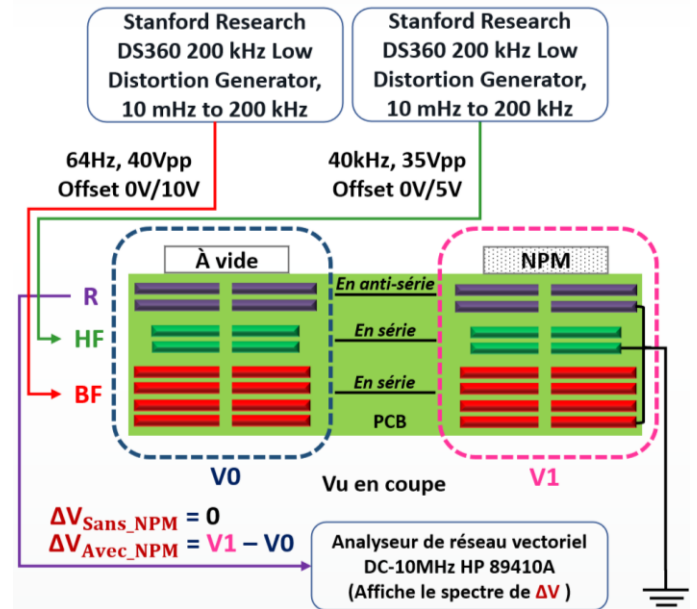 Stanford Research
DS360 200 kHz Low
Distortion Generator,
10 mHz to 200 kHz
Stanford Research
DS360 200 kHz Low
Distortion Generator,
10 mHz to 200 kHz
64Hz, 40Vpp
Offset 0V/10V
40kHz, 35Vpp
Offset 0V/5V
À vide
NPM
R
En anti-série
HF
En série
BF
En série
PCB
V0
Vu en coupe
V1
ΔV_Sans_NPM = 0
ΔV_Avec_NPM = V1 – V0
Analyseur de réseau vectoriel
DC-10MHz HP 89410A
(Affiche le spectre de ΔV )